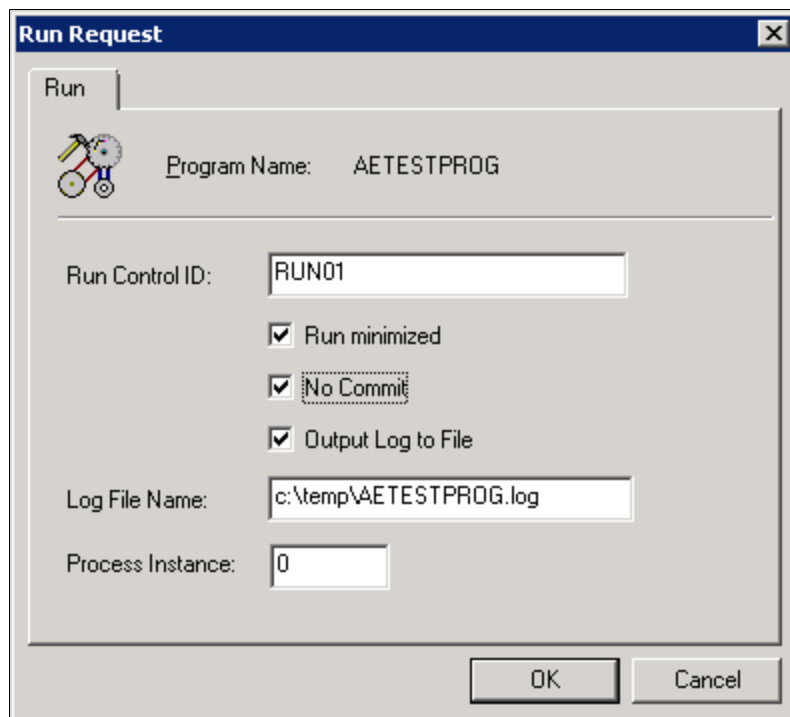 Run Request
Run
Program Name: AETESTPROG
Run Control ID: RUN01
Run minimized
No Commit
Output Log to File
Log File Name: c:\temp\AETESTPROG.log
Process Instance: 0
OK Cancel